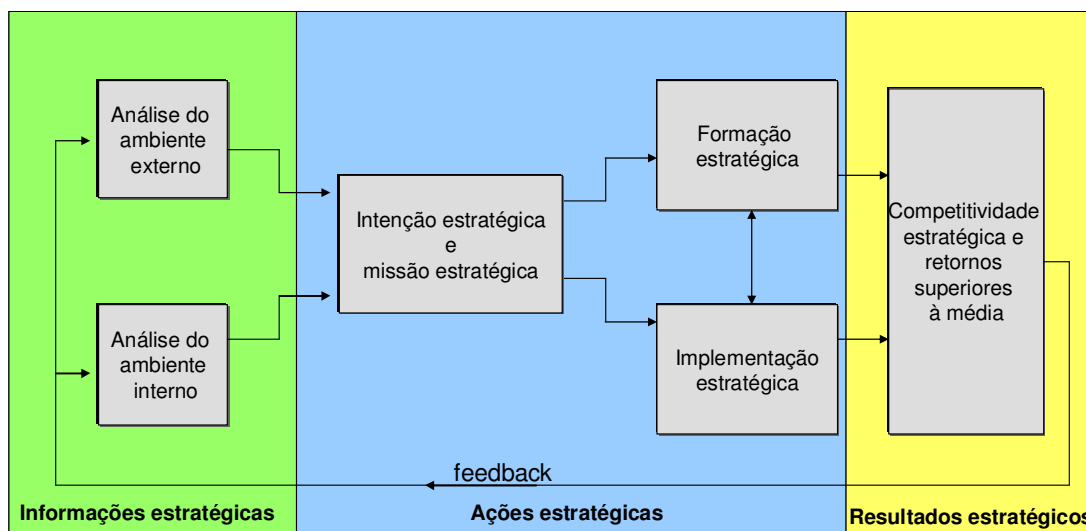 Análise do
ambiente
externo
Análise do
ambiente
interno
Intenção estratégica
e
missão estratégica
Formação
estratégica
Implementação
estratégica
Competitividade
estratégica e
retornos
superiores
à média
feedback
Informações estratégicas
Ações estratégicas
Resultados estratégicos